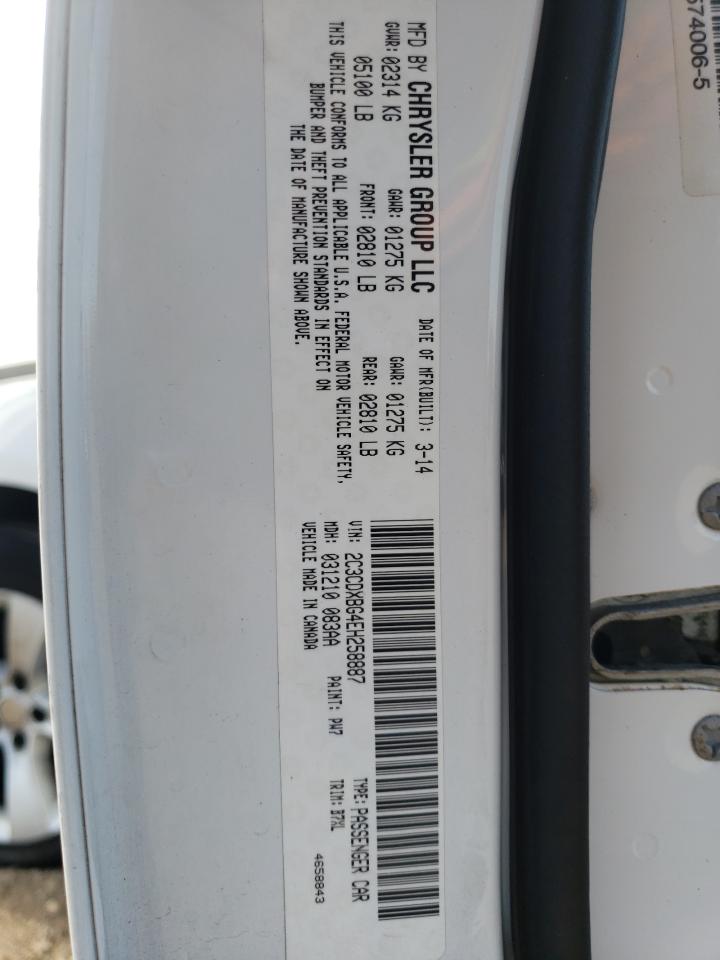 MFD BY CHRYSLER GROUP LLC DATE OF MFR(BUILT): 3-14
GVWR: 02314 KG GAWR: 01275 KG GAWR: 01275 KG
05100 LB FRONT: 02810 LB REAR: 02810 LB
THIS VEHICLE CONFORMS TO ALL APPLICABLE U.S.A. FEDERAL MOTOR VEHICLE SAFETY,
BUMPER AND THEFT PREVENTION STANDARDS IN EFFECT ON
THE DATE OF MANUFACTURE SHOWN ABOVE.
VIN: 2C3CDXBG4EH258887 TYPE: PASSENGER CAR
MDH: 031210 083AA PAINT: PW7 TRIM: B7XL
VEHICLE MADE IN CANADA 4658843
674006-5